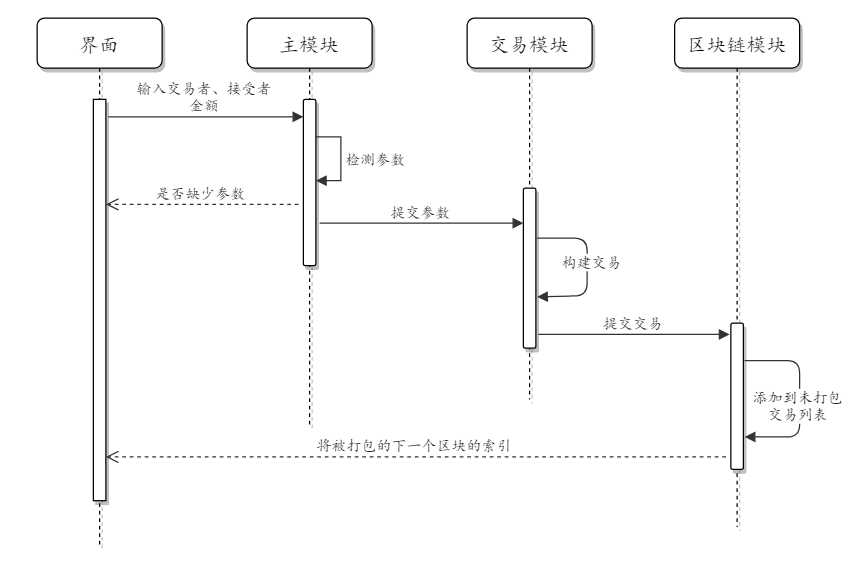 界面
主模块
交易模块
区块链模块
输入交易者、接受者
金额
检测参数
是否缺少参数
提交参数
构建交易
提交交易
添加到未打包
交易列表
将被打包的下一个区块的索引